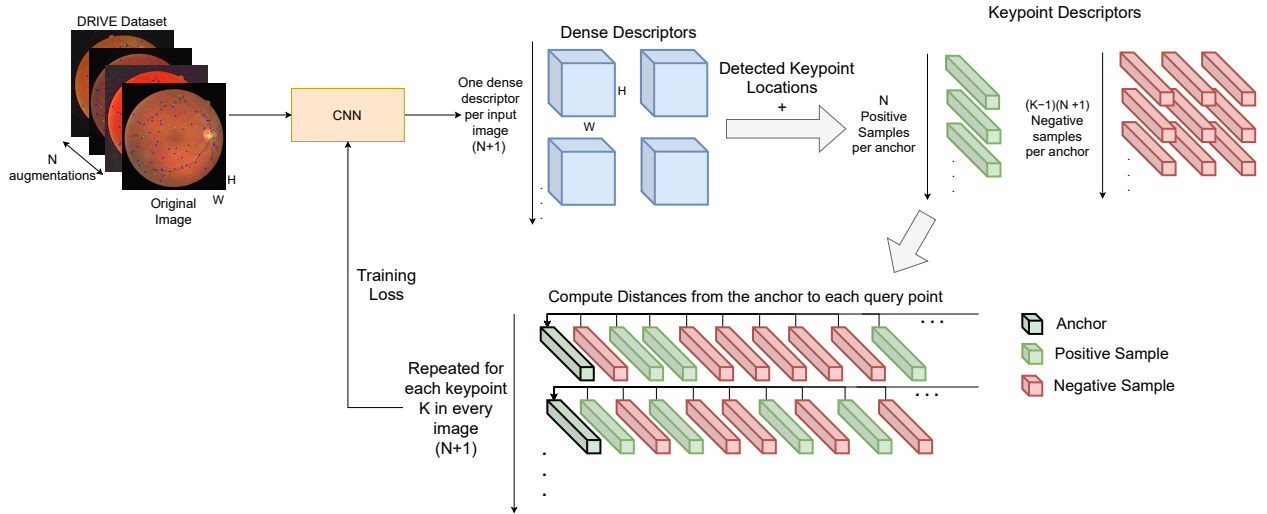 DRIVE Dataset
N
augmentations
Original
Image
H
W
CNN
One dense
descriptor
per input
image
(N+1)
Dense Descriptors
H
W
Detected Keypoint
Locations
+
Keypoint Descriptors
N
Positive
Samples
per anchor
(K−1)(N +1)
Negative
samples
per anchor
Training
Loss
Compute Distances from the anchor to each query point
Repeated for
each keypoint
K in every
image
(N+1)
Anchor
Positive Sample
Negative Sample